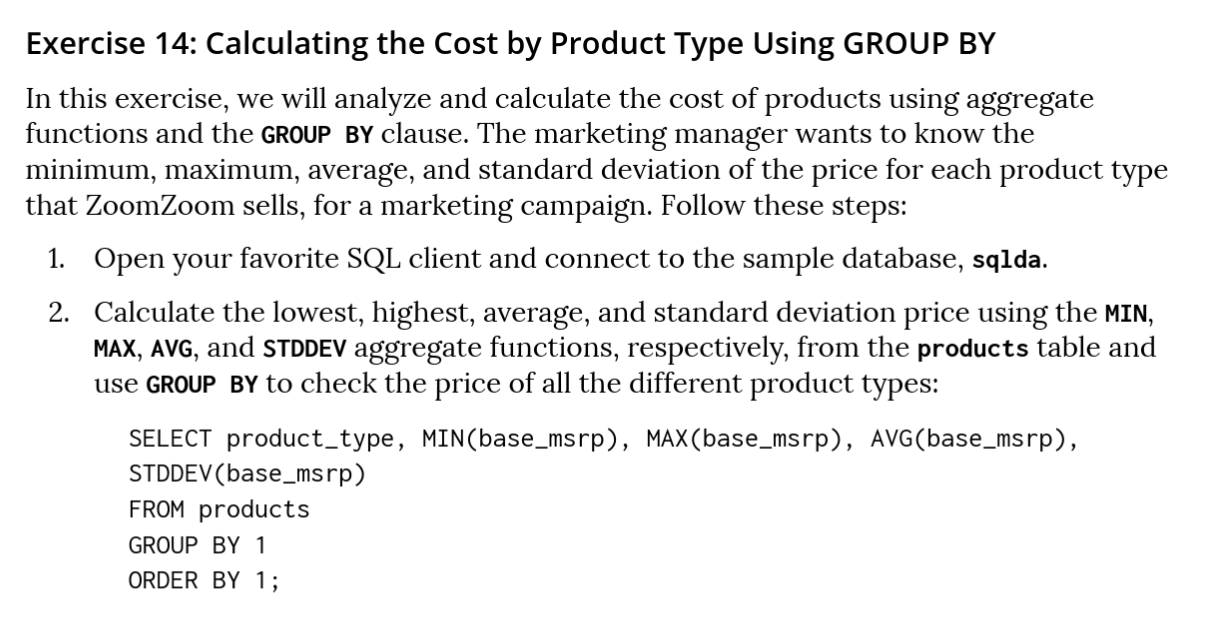 Exercise 14: Calculating the Cost by Product Type Using GROUP BY
In this exercise, we will analyze and calculate the cost of products using aggregate
functions and the GROUP BY clause. The marketing manager wants to know the
minimum, maximum, average, and standard deviation of the price for each product type
that ZoomZoom sells, for a marketing campaign. Follow these steps:
1. Open your favorite SQL client and connect to the sample database, sqlda.
2. Calculate the lowest, highest, average, and standard deviation price using the MIN,
MAX, AVG, and STDDEV aggregate functions, respectively, from the products table and
use GROUP BY to check the price of all the different product types:
SELECT product_type, MIN(base_msrp), MAX(base_msrp), AVG(base_msrp),
STDDEV(base_msrp)
FROM products
GROUP BY 1
ORDER BY 1;